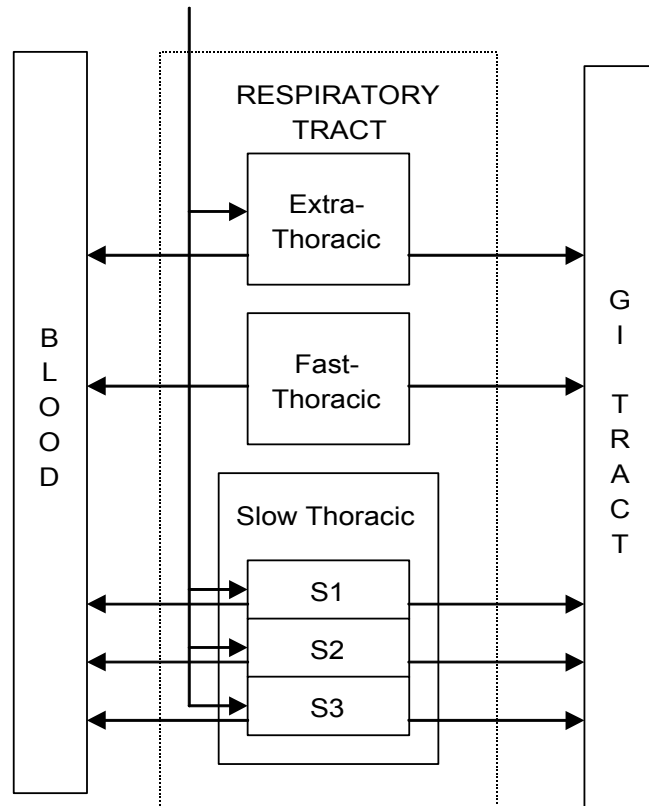 RESPIRATORY
TRACT
Extra-
Thoracic
Fast-
Thoracic
Slow Thoracic
S1
S2
S3
B
L
O
O
D
G
I
T
R
A
C
T